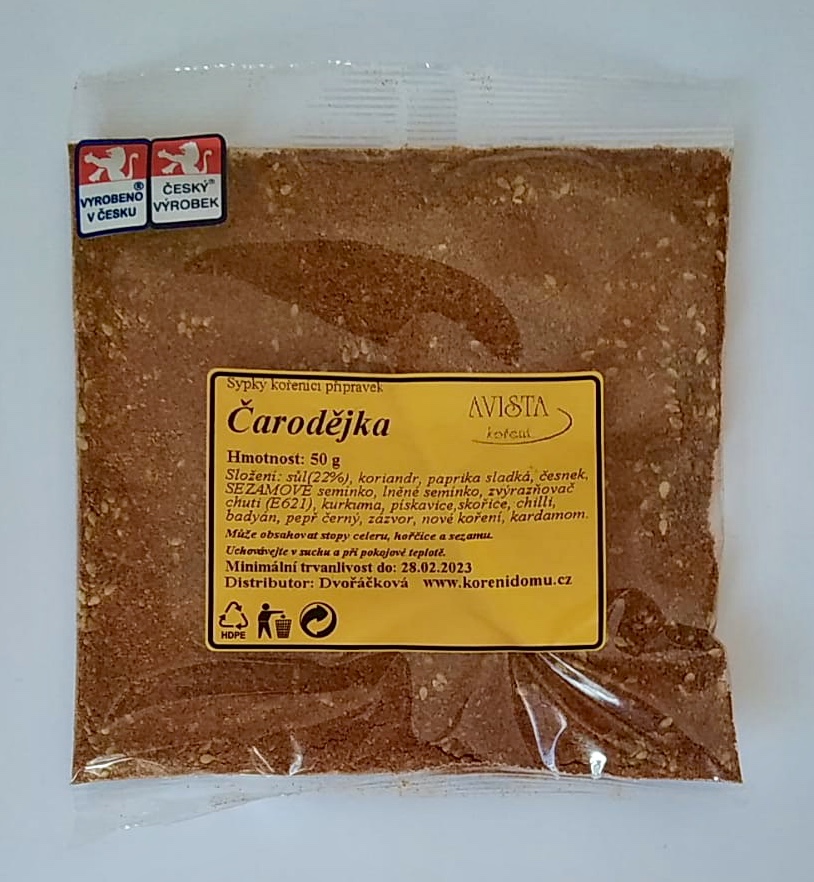 VYROBENO®
V ČESKU
ČESKÝ®
VÝROBEK
Sypký kořenící přípravek
Čarodějka
AVISTA
koření
Hmotnost: 50 g
Složení: sůl(22%), koriandr, paprika sladká, česnek,
SEZAMOVÉ semínko, lněné semínko, zvýrazňovač
chuti (E621), kurkuma, pískavice,skořice, chilli,
badyán, pepř černý, zázvor, nové koření, kardamom.
Může obsahovat stopy celeru, hořčice a sezamu.
Uchovávejte v suchu a při pokojové teplotě.
Minimální trvanlivost do: 28.02.2023
Distributor: Dvořáčková www.korenidomu.cz
HDPE